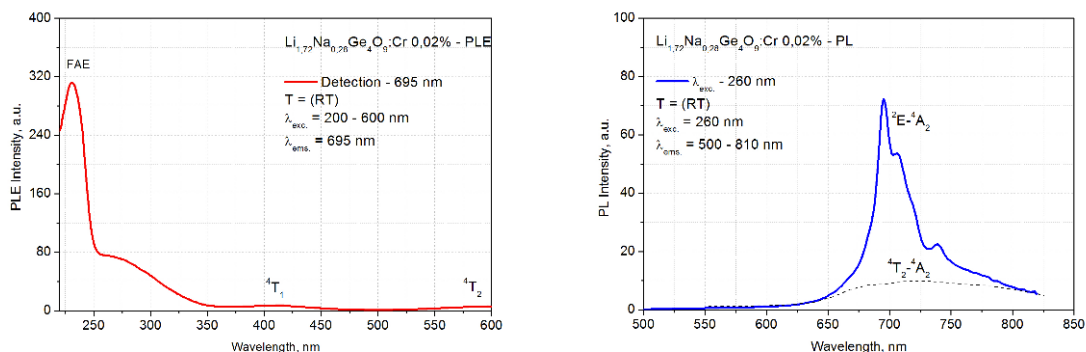 Li1,72Na0,28Ge4O9:Cr 0,02% - PLE
FAE
Detection - 695 nm
T = (RT)
λexc. = 200 - 600 nm
λems. = 695 nm
4T1
4T2
PLE Intensity, a.u.
400
320
240
160
80
0
250 300 350 400 450 500 550 600
Wavelength, nm
Li1,72Na0,28Ge4O9:Cr 0,02% - PL
λexc. - 260 nm
T = (RT)
λexc. = 260 nm
λems. = 500 - 810 nm
2E-4A2
4T2-4A2
PL Intensity, a.u.
100
80
60
40
20
0
500 550 600 650 700 750 800 850
Wavelength, nm